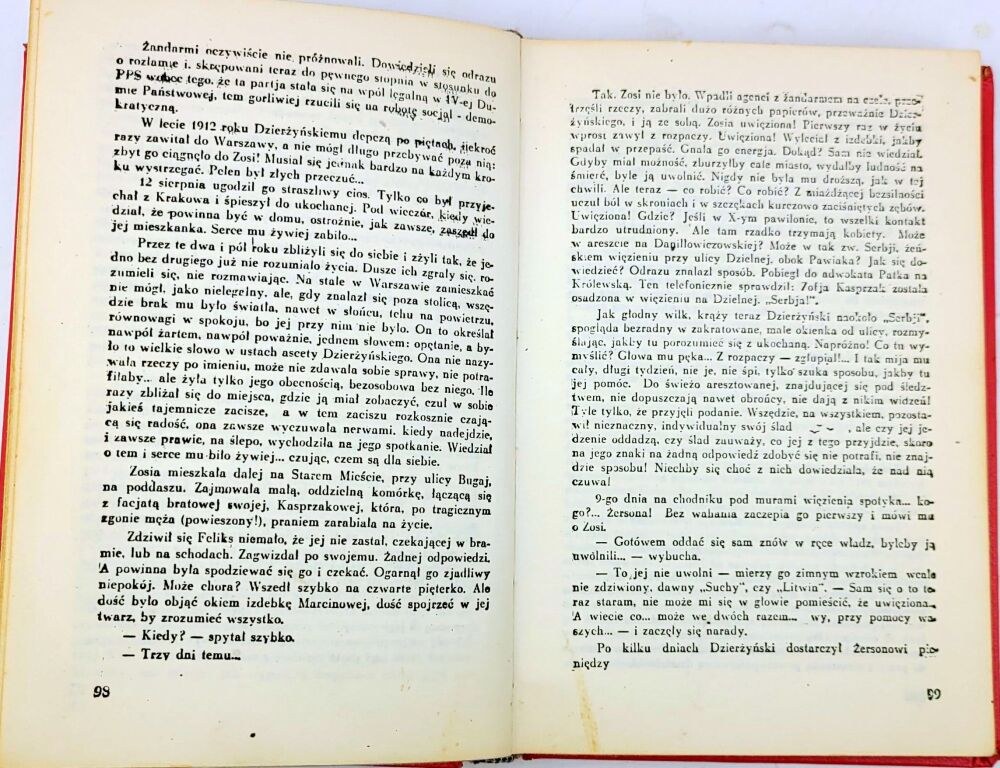 Żandarmi oczywiście nie próżnowali. Dowiedzieli się odrazu
o rozłamie i, skrępowani teraz do pewnego stopnia w stosunku do
PPS wobec tego, że ta partja stała się na wpół legalną w IV-ej Du-
mie Państwowej, tem gorliwiej rzucili się na robotę socjal - demo-
kratyczną.
W lecie 1912 roku Dzierżyńskiemu depczą po piętach, ilekroć
razy zawitał do Warszawy, a nie mógł długo przebywać poza nią;
zbyt go ciągnęło do Zosi! Musiał się jednak bardzo na każdym kro-
ku wystrzegać. Pełen był złych przeczuć...
12 sierpnia ugodził go straszliwy cios. Tylko co był przyje-
chał z Krakowa i śpieszył do ukochanej. Pod wieczór, kiedy wie-
dział, że powinna być w domu, ostrożnie, jak zawsze, zaszedł do
jej mieszkanka. Serce mu żywiej zabiło...
Przez te dwa i pół roku zbliżyli się do siebie i zżyli tak, że je-
dno bez drugiego już nie rozumiało życia. Dusze ich zgrały się, ro-
zumieli się, nie rozmawiając. Na stałe w Warszawie zamieszkać
nie mógł, jako nielegalny, ale, gdy znalazł się poza stolicą, wszę-
dzie brak mu było światła, nawet w słońcu, tchu na powietrzu,
równowagi w spokoju, bo jej przy nim nie było. On to określał
nawpół żartem, nawpół poważnie, jednem słowem: opętanie, a by-
ło to wielkie słowo w ustach ascety Dzierżyńskiego. Ona nie nazy-
wała rzeczy po imieniu, może nie zdawała sobie sprawy, nie potra-
fiłaby... ale żyła tylko jego obecnością, bezosobowa bez niego. Ile
razy zbliżał się do miejsca, gdzie ją miał zobaczyć, czuł w sobie
jakieś tajemnicze zacisze, a w tem zaciszu rozkosznie czają-
cą się radość, ona zawsze wyczuwała nerwami, kiedy nadejdzie,
i zawsze prawie, na ślepo, wychodziła na jego spotkanie. Wiedział
o tem i serce mu biło żywiej... czując, czem są dla siebie.
Zosia mieszkała dalej na Starem Mieście, przy ulicy Bugaj,
na poddaszu. Zajmowała małą, oddzielną komórkę, łączącą się
z facjatą bratowej swojej, Kasprzakowej, która, po tragicznym
zgonie męża (powieszony!), praniem zarabiała na życie.
Zdziwił się Feliks niemało, że jej nie zastał, czekającej w bra-
mie, lub na schodach. Zagwizdał po swojemu. Żadnej odpowiedzi.
A powinna była spodziewać się go i czekać. Ogarnął go zjadliwy
niepokój. Może chora? Wszedł szybko na czwarte pięterko. Ale
dość było objąć okiem izdebkę Marcinowej, dość spojrzeć w jej
twarz, by zrozumieć wszystko.
— Kiedy? — spytał szybko.
— Trzy dni temu...
98
Tak. Zosi nie było. Wpadli agenci z żandarmem na czele, prze-
trzęśli rzeczy, zabrali dużo różnych papierów, przeważnie Dzier-
żyńskiego, i ją ze sobą. Zosia uwięziona! Pierwszy raz w życiu
wprost zawył z rozpaczy. Uwięziona! Wyleciał z izdebki, jakby
spadał w przepaść. Gnała go energja. Dokąd? Sam nie wiedział.
Gdyby miał możność, zburzyłby całe miasto, wydałby ludność na
śmierć, byle ją uwolnić. Nigdy nie była mu droższą, jak w tej
chwili. Ale teraz — co robić? Co robić? Z miażdżącej bezsilności
uczuł ból w skroniach i w szczękach kurczowo zaciśniętych zębów.
Uwięziona! Gdzie? Jeśli w X-ym pawilonie, to wszelki kontakt
bardzo utrudniony. Ale tam rzadko trzymają kobiety. Może
w areszcie na Daniłłowiczowskiej? Może w tak zw. Serbji, żeń-
skiem więzieniu przy ulicy Dzielnej, obok Pawiaka? Jak się do-
wiedzieć? Odrazu znalazł sposób. Pobiegł do adwokata Patka na
Królewską. Ten telefonicznie sprawdził: Zofja Kasprzak została
osadzona w więzieniu na Dzielnej. „Serbja!".
Jak głodny wilk, krąży teraz Dzierżyński naokoło „Serbji",
spogląda bezradny w zakratowane, małe okienka od ulicy, rozmy-
ślając, jakby tu porozumieć się z ukochaną. Napróżno! Co tu wy-
myślić? Głowa mu pęka... Z rozpaczy — zgłupiał!... I tak mija mu
cały, długi tydzień, nie je, nie śpi, tylko szuka sposobu, jakby tu
jej pomóc. Do świeżo aresztowanej, znajdującej się pod śledz-
twem, nie dopuszczają nawet obrońcy, nie dają z nikim widzeń!
Tyle tylko, że przyjęli podanie. Wszędzie, na wszystkiem, pozosta-
wił nieznaczny, indywidualny swój ślad , ale czy jej je-
dzenie oddadzą, czy ślad zauważy, co jej z tego przyjdzie, skoro
na jego znaki na żadną odpowiedź zdobyć się nie potrafi, nie znaj-
dzie sposobu! Niechby się choć z nich dowiedziała, że nad nią
czuwa!
9-go dnia na chodniku pod murami więzienia spotyka... ko-
go?... Żersona! Bez wahania zaczepia go pierwszy i mówi mu
o Zosi.
— Gotówem oddać się sam znów w ręce władz, byleby ją
uwolnili... — wybucha.
— To jej nie uwolni — mierzy go zimnym wzrokiem wcale
nie zdziwiony, dawny „Suchy", czy „Litwin". — Sam się o to te-
raz staram, nie może mi się w głowie pomieścić, że uwięziona...
A wiecie co... może we dwóch razem... wy, przy pomocy wa-
szych... — i zaczęły się narady.
Po kilku dniach Dzierżyński dostarczył Żersonowi pie-
niędzy
99